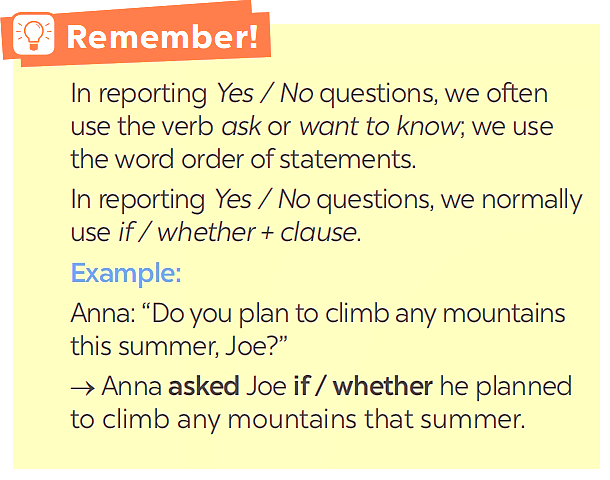 Remember!
In reporting Yes / No questions, we often
use the verb ask or want to know; we use
the word order of statements.
In reporting Yes / No questions, we normally
use if / whether + clause.
Example:
Anna: “Do you plan to climb any mountains
this summer, Joe?”
→ Anna asked Joe if / whether he planned
to climb any mountains that summer.